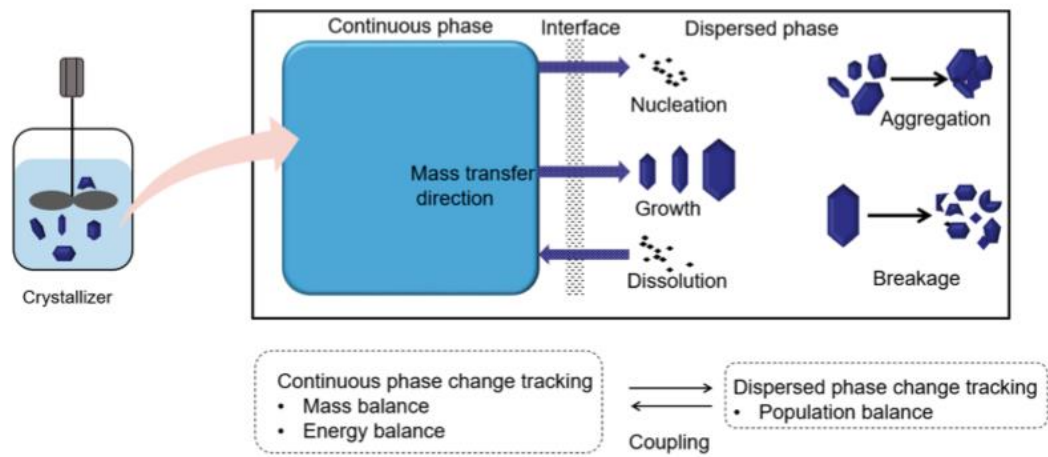 Continuous phase
Interface
Dispersed phase
Nucleation
Aggregation
Mass transfer
direction
Growth
Dissolution
Breakage
Crystallizer
Continuous phase change tracking
• Mass balance
• Energy balance
Coupling
Dispersed phase change tracking
• Population balance